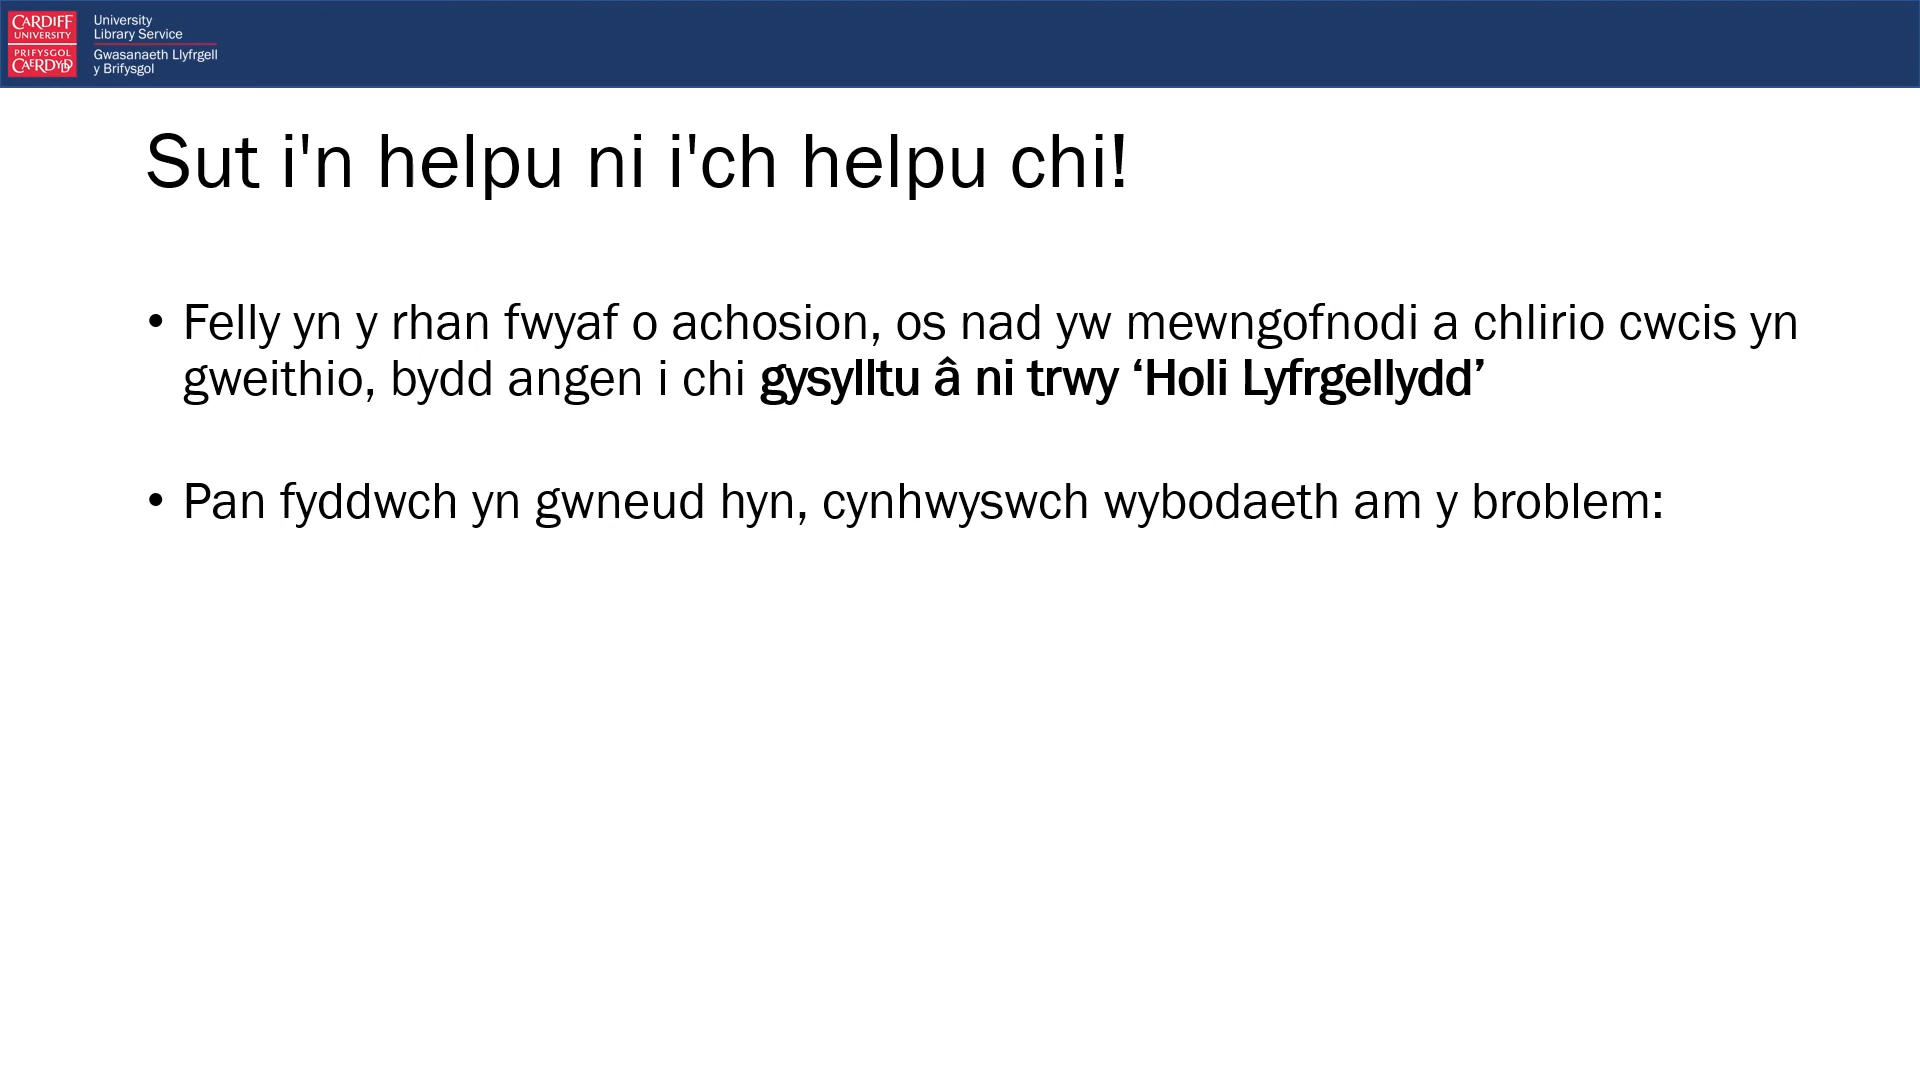 CARDIFF
UNIVERSITY
PRIFYSGOL
CAERDYDD
University
Library Service
Gwasanaeth Llyfrgell
y Brifysgol
Sut i'n helpu ni i'ch helpu chi!
• Felly yn y rhan fwyaf o achosion, os nad yw mewngofnodi a chlirio cwcis yn
gweithio, bydd angen i chi gysylltu â ni trwy ‘Holi Lyfrgellydd’
• Pan fyddwch yn gwneud hyn, cynhwyswch wybodaeth am y broblem: